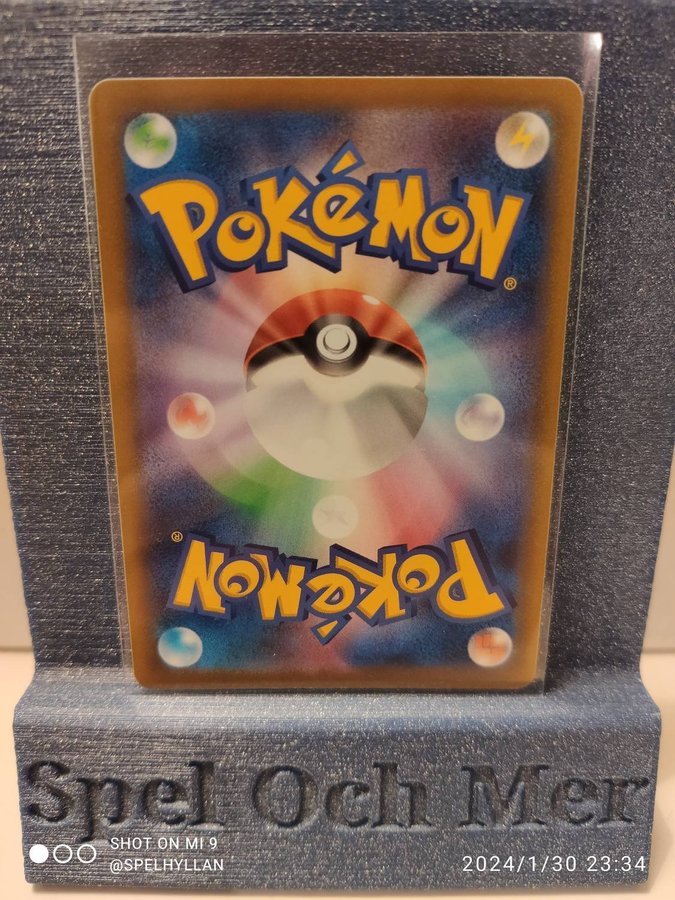 POKéMON®
POKéMON®
Spel Och Mer
SHOT ON MI 9
@SPELHYLLAN
2024/1/30 23:34